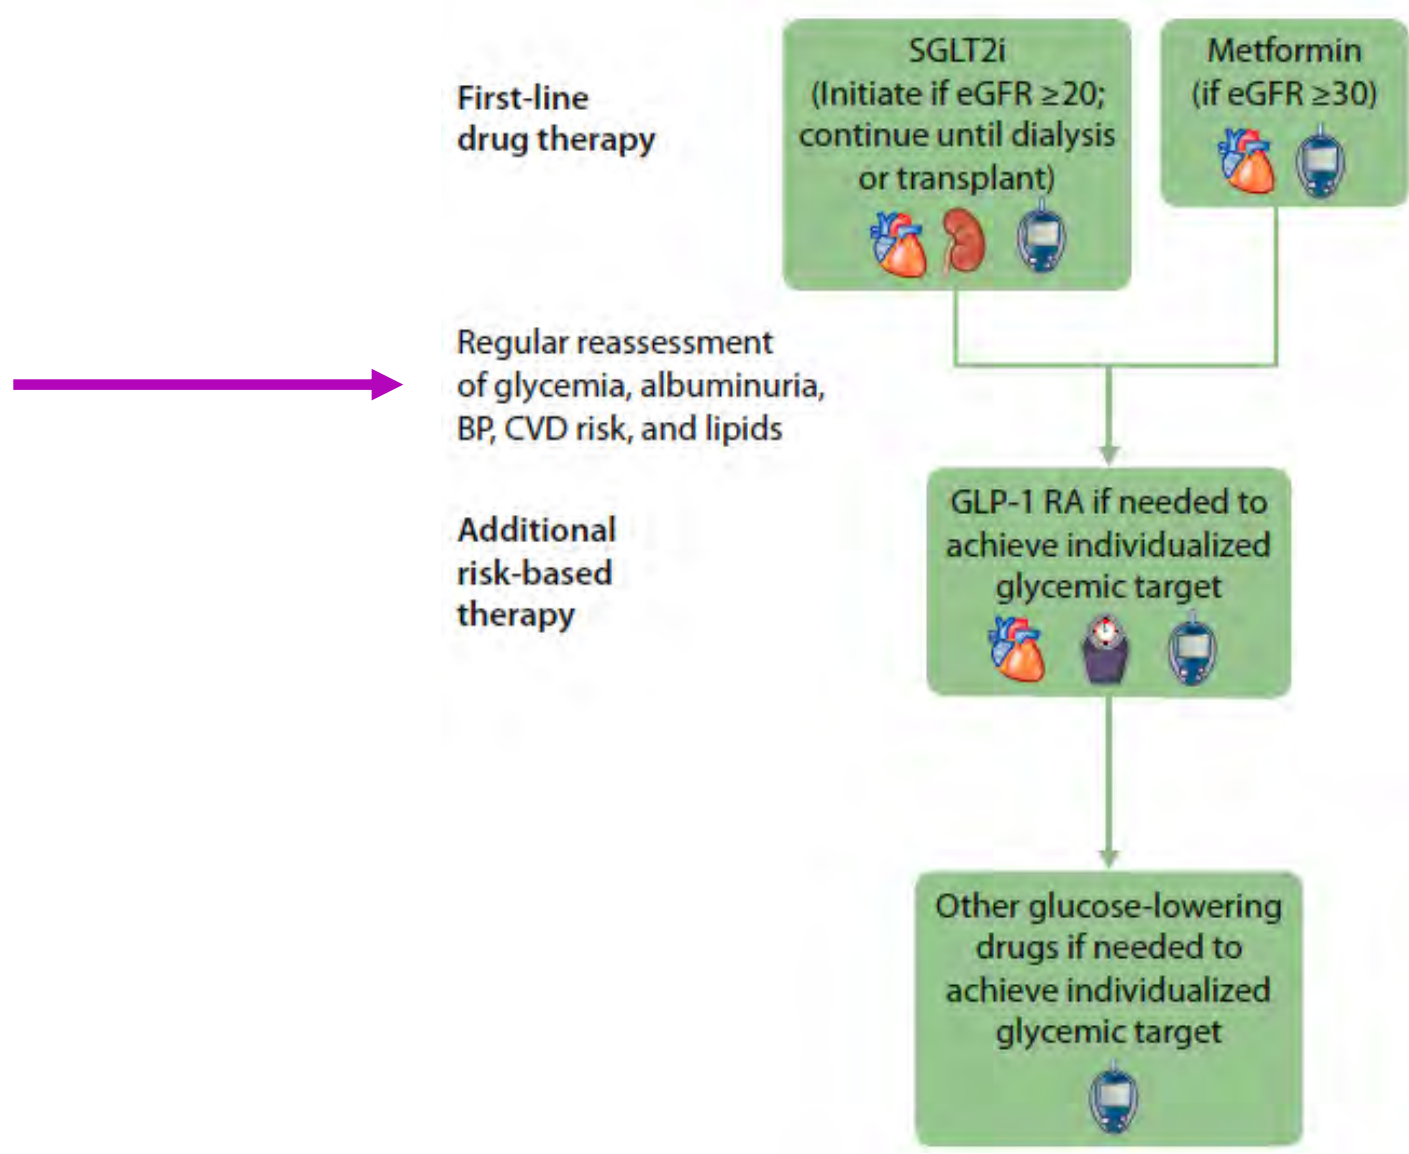 First-line
drug therapy
SGLT2i
(Initiate if eGFR ≥20;
continue until dialysis
or transplant)
Metformin
(if eGFR ≥30)
Regular reassessment
of glycemia, albuminuria,
BP, CVD risk, and lipids
Additional
risk-based
therapy
GLP-1 RA if needed to
achieve individualized
glycemic target
Other glucose-lowering
drugs if needed to
achieve individualized
glycemic target